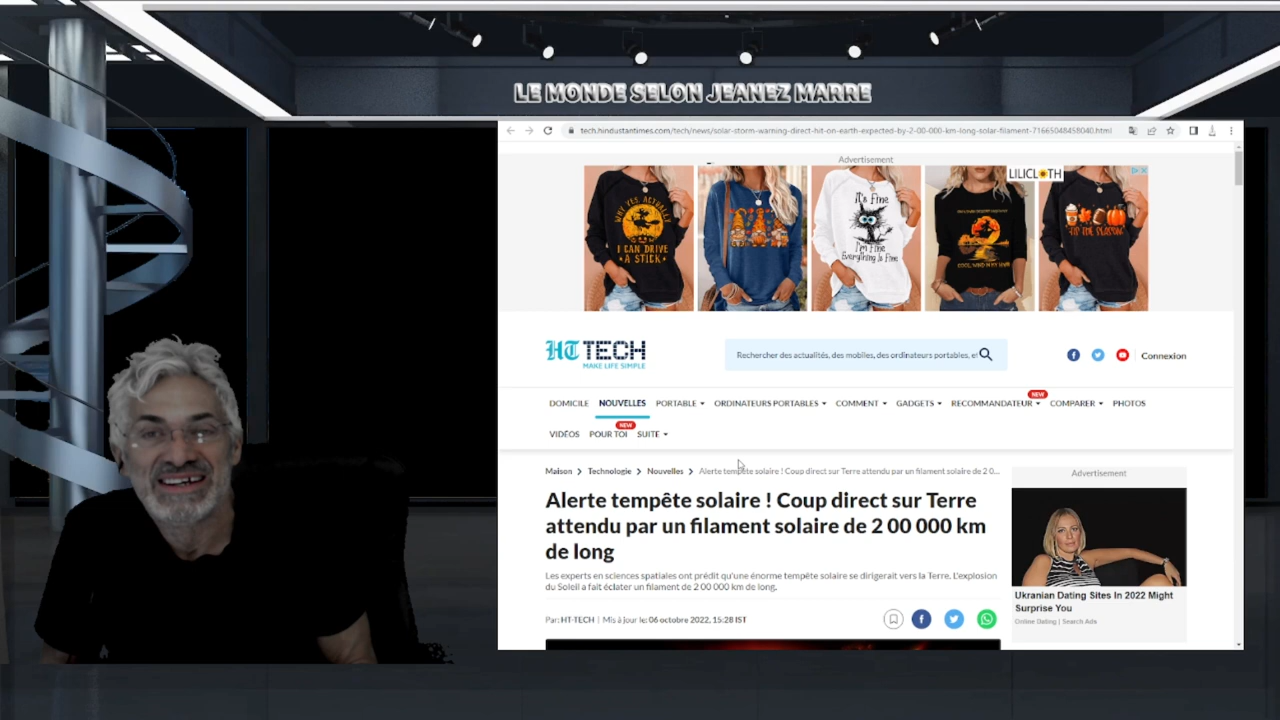 LE MONDE SELON JEANEZ MARRE
tech.hindustantimes.com/tech/news/solar-storm-warning-direct-hit-on-earth-expected-by-2-00-000-km-long-solar-filament-71665048458040.html
Advertisement
LILICLOTH
WHY YES, ACTUALLY
I CAN DRIVE
A STICK
It's Fine
I'm Fine
Everything Is Fine
'TIS THE SEASON
HT TECH
MAKE LIFE SIMPLE
Rechercher des actualités, des mobiles, des ordinateurs portables, et
Connexion
DOMICILE NOUVELLES PORTABLE ORDINATEURS PORTABLES COMMENT GADGETS RECOMMANDATEUR NEW COMPARER PHOTOS
VIDÉOS POUR TOI NEW SUITE
Maison > Technologie > Nouvelles > Alerte tempête solaire ! Coup direct sur Terre attendu par un filament solaire de 2 0...
Alerte tempête solaire ! Coup direct sur Terre
attendu par un filament solaire de 2 00 000 km
de long
Les experts en sciences spatiales ont prédit qu'une énorme tempête solaire se dirigerait vers la Terre. L'explosion
du Soleil a fait éclater un filament de 2 00 000 km de long.
Par: HT-TECH | Mis à jour le: 06 octobre 2022, 15:28 IST
Advertisement
Ukranian Dating Sites In 2022 Might
Surprise You
Online Dating | Search Ads